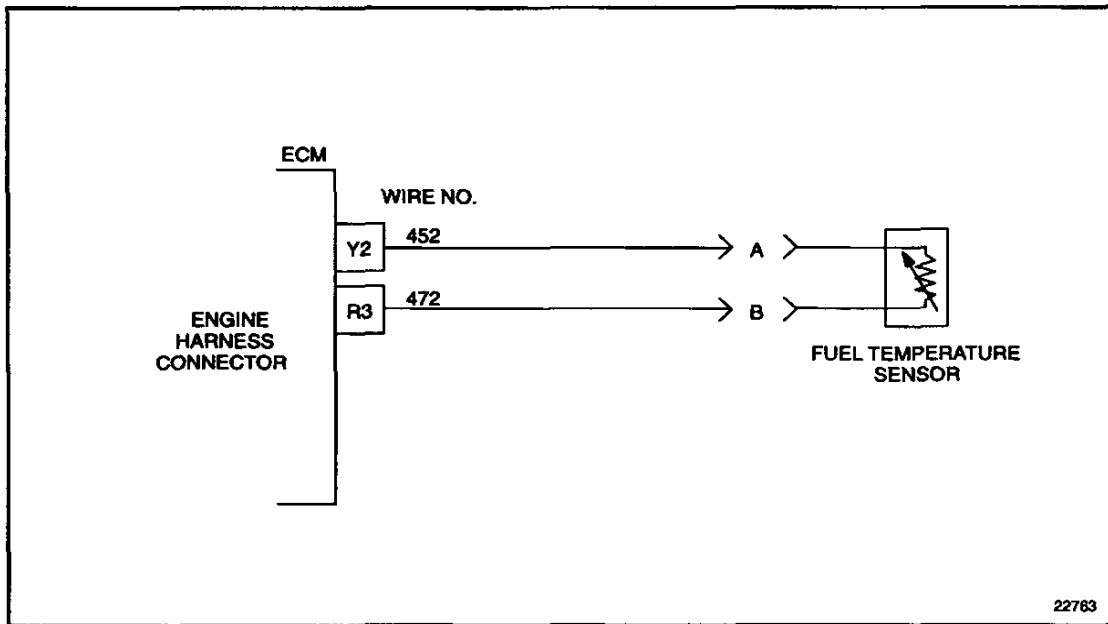 ECM
WIRE NO.
Y2 452 A
R3 472 B
ENGINE
HARNESS
CONNECTOR
FUEL TEMPERATURE
SENSOR
22763